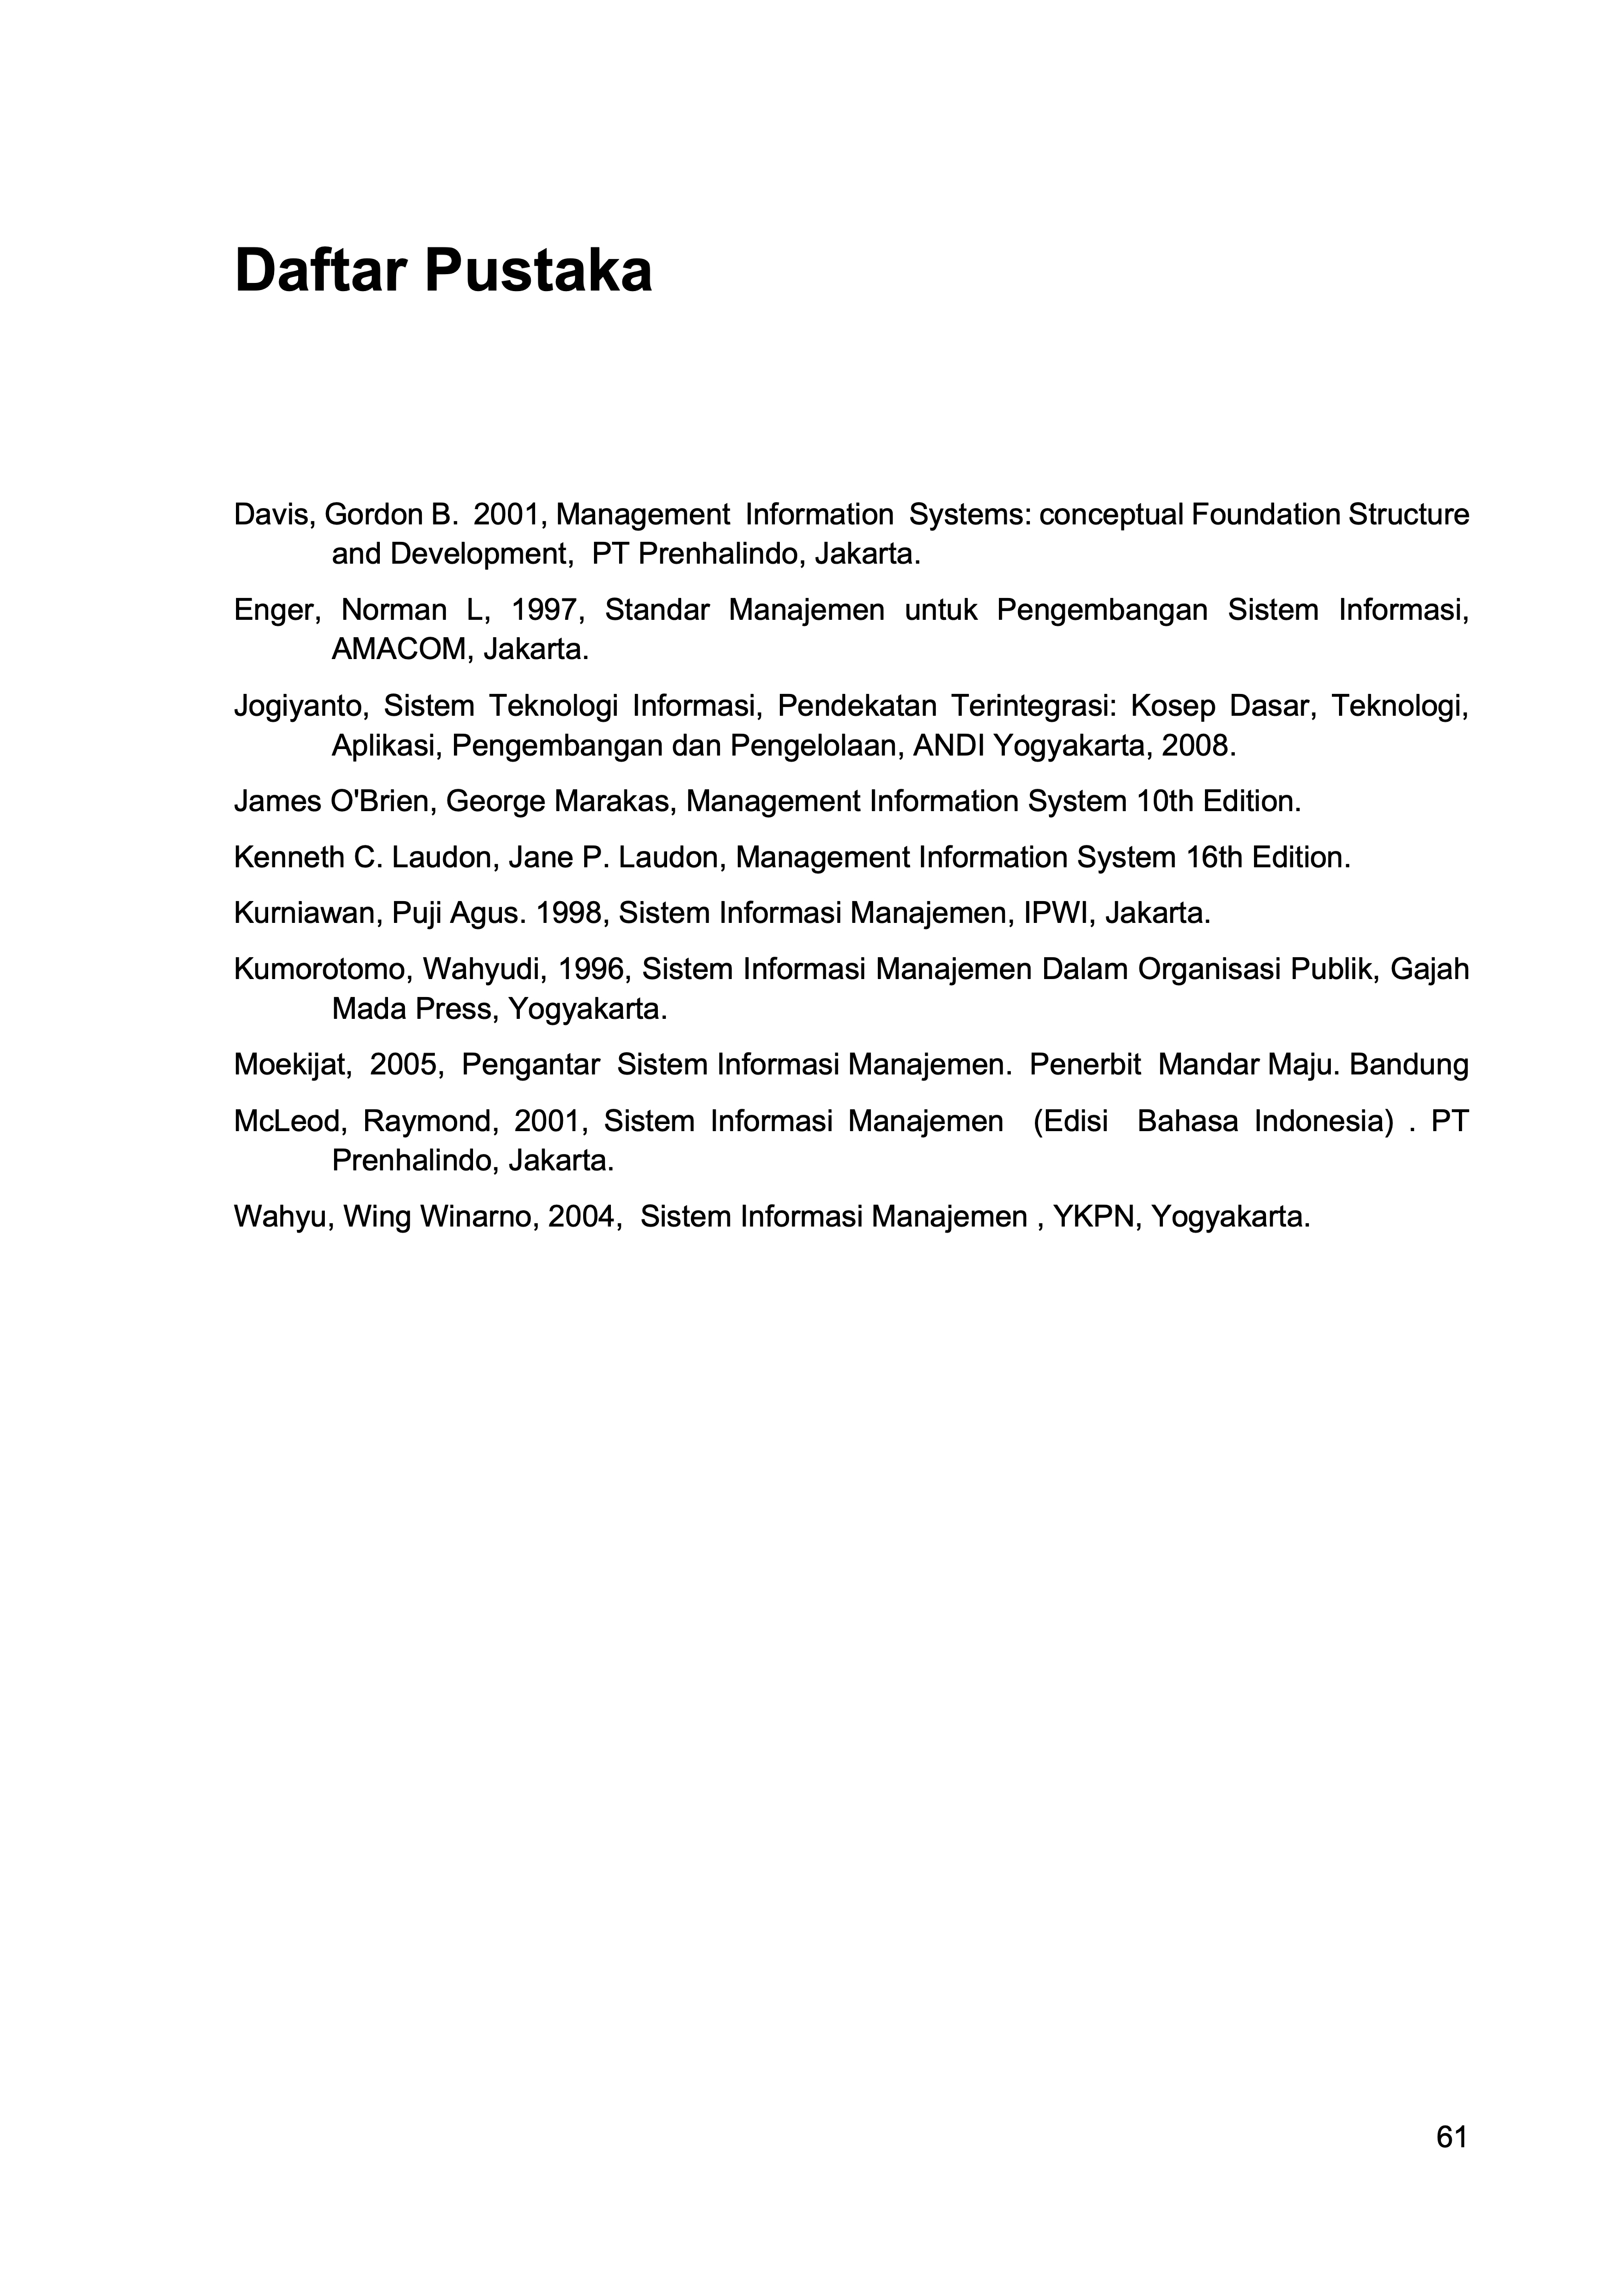 Daftar Pustaka
Davis, Gordon B. 2001, Management Information Systems: conceptual Foundation Structure
and Development, PT Prenhalindo, Jakarta.
Enger, Norman L, 1997, Standar Manajemen untuk Pengembangan Sistem Informasi,
AMACOM, Jakarta.
Jogiyanto, Sistem Teknologi Informasi, Pendekatan Terintegrasi: Kosep Dasar, Teknologi,
Aplikasi, Pengembangan dan Pengelolaan, ANDI Yogyakarta, 2008.
James O'Brien, George Marakas, Management Information System 10th Edition.
Kenneth C. Laudon, Jane P. Laudon, Management Information System 16th Edition.
Kurniawan, Puji Agus. 1998, Sistem Informasi Manajemen, IPWI, Jakarta.
Kumorotomo, Wahyudi, 1996, Sistem Informasi Manajemen Dalam Organisasi Publik, Gajah
Mada Press, Yogyakarta.
Moekijat, 2005, Pengantar Sistem Informasi Manajemen. Penerbit Mandar Maju. Bandung
McLeod, Raymond, 2001, Sistem Informasi Manajemen (Edisi Bahasa Indonesia) . PT
Prenhalindo, Jakarta.
Wahyu, Wing Winarno, 2004, Sistem Informasi Manajemen , YKPN, Yogyakarta.
61